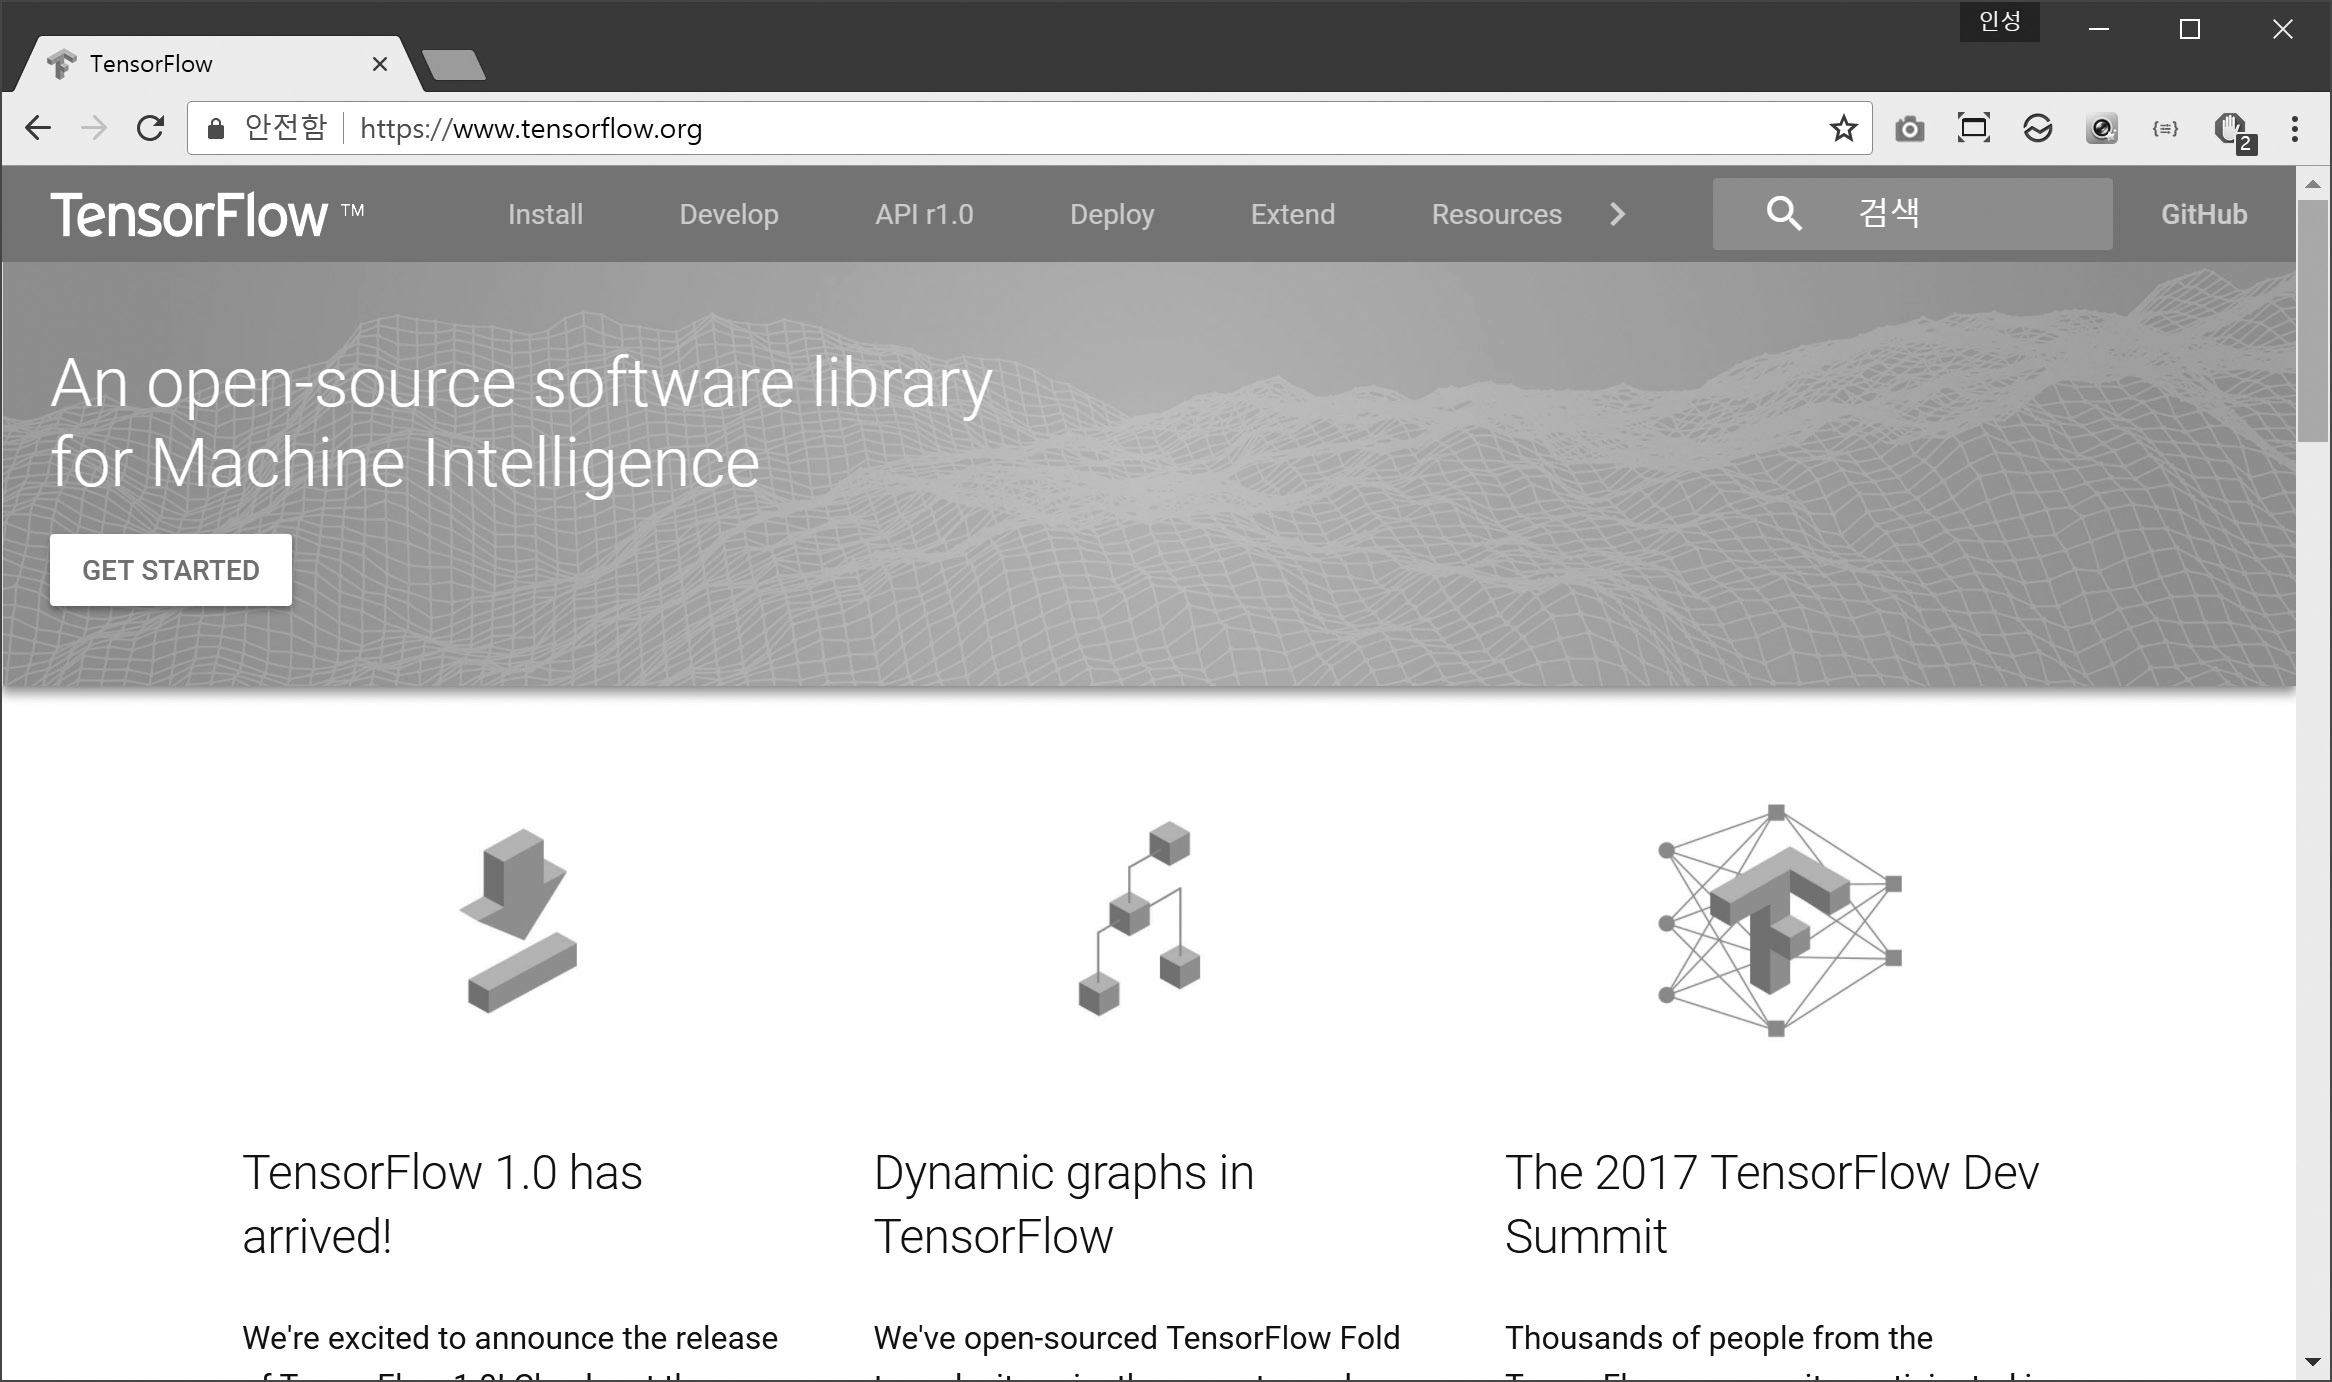 인성
TensorFlow
안전함 https://www.tensorflow.org
2
TensorFlow ™ Install Develop API r1.0 Deploy Extend Resources 검색 GitHub
An open-source software library
for Machine Intelligence
GET STARTED
TensorFlow 1.0 has
arrived!
We're excited to announce the release
Dynamic graphs in
TensorFlow
We've open-sourced TensorFlow Fold
The 2017 TensorFlow Dev
Summit
Thousands of people from the